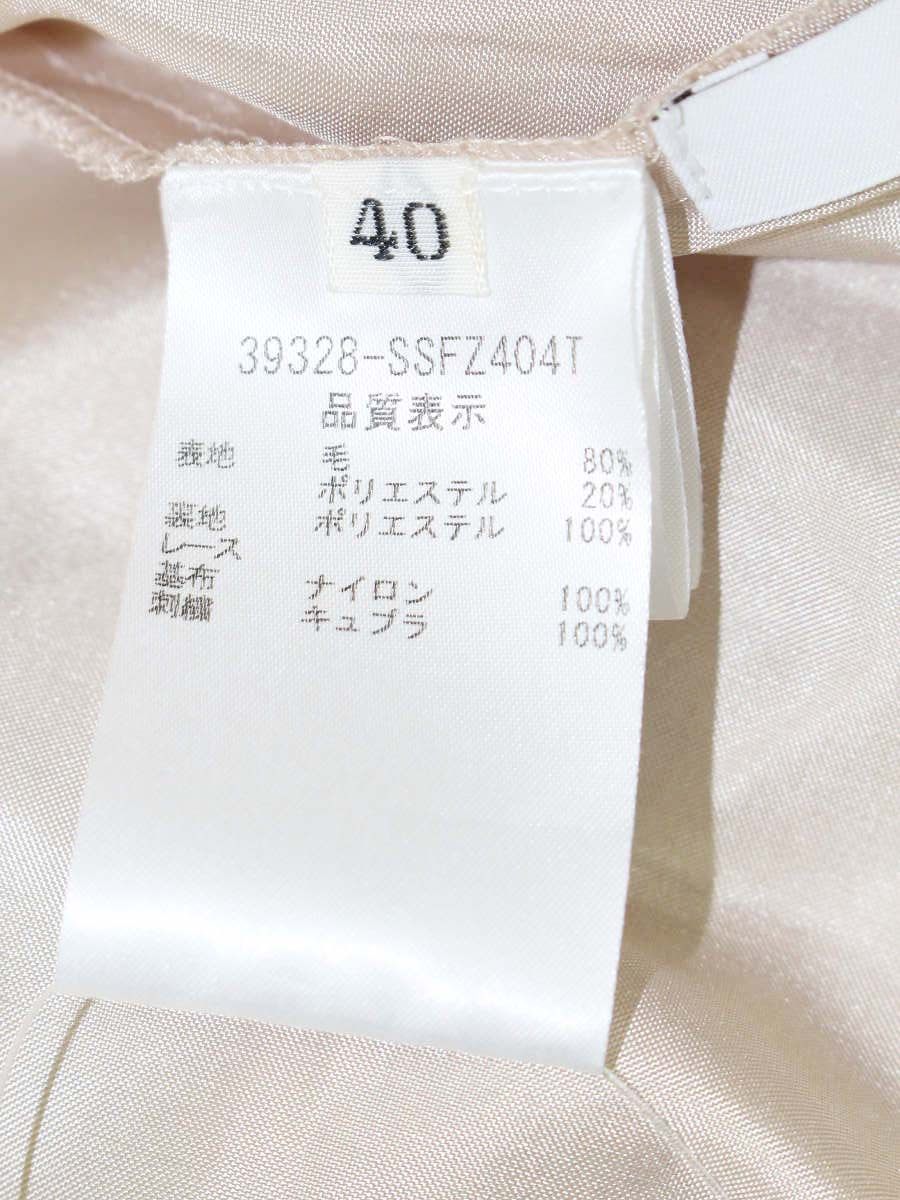 40
39328-SSFZ404T
品質表示
表地 毛 80%
ポリエステル 20%
裏地 ポリエステル 100%
レース
基布 ナイロン 100%
刺繍 キュプラ 100%